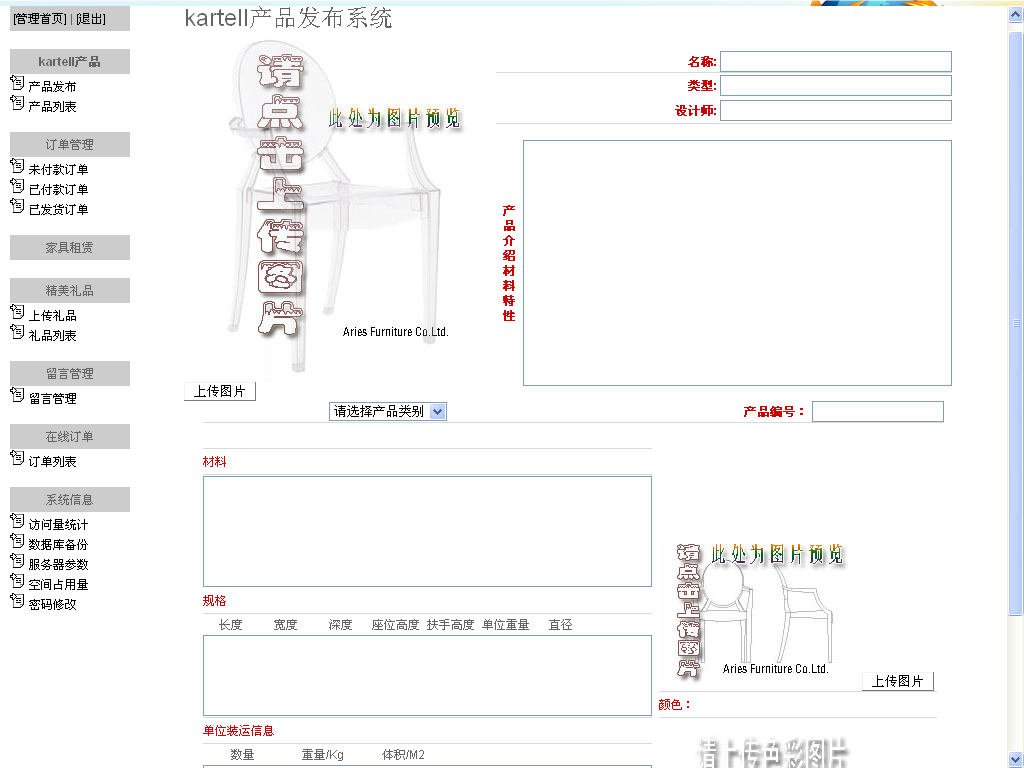 [管理首页] | [退出]
kartell产品
产品发布
产品列表
订单管理
未付款订单
已付款订单
已发货订单
家具租赁
精美礼品
上传礼品
礼品列表
留言管理
留言管理
在线订单
订单列表
系统信息
访问量统计
数据库备份
服务器参数
空间占用量
密码修改
kartell产品发布系统
请点击上传图片
此处为图片预览
Aries Furniture Co.Ltd.
上传图片
名称:
类型:
设计师:
产品介绍材料特性
请选择产品类别
产品编号：
材料
规格
长度 宽度 深度 座位高度 扶手高度 单位重量 直径
单位装运信息
数量 重量/Kg 体积/M2
请点击上传图片
此处为图片预览
Aries Furniture Co.Ltd.
上传图片
颜色：
请上传色彩图片